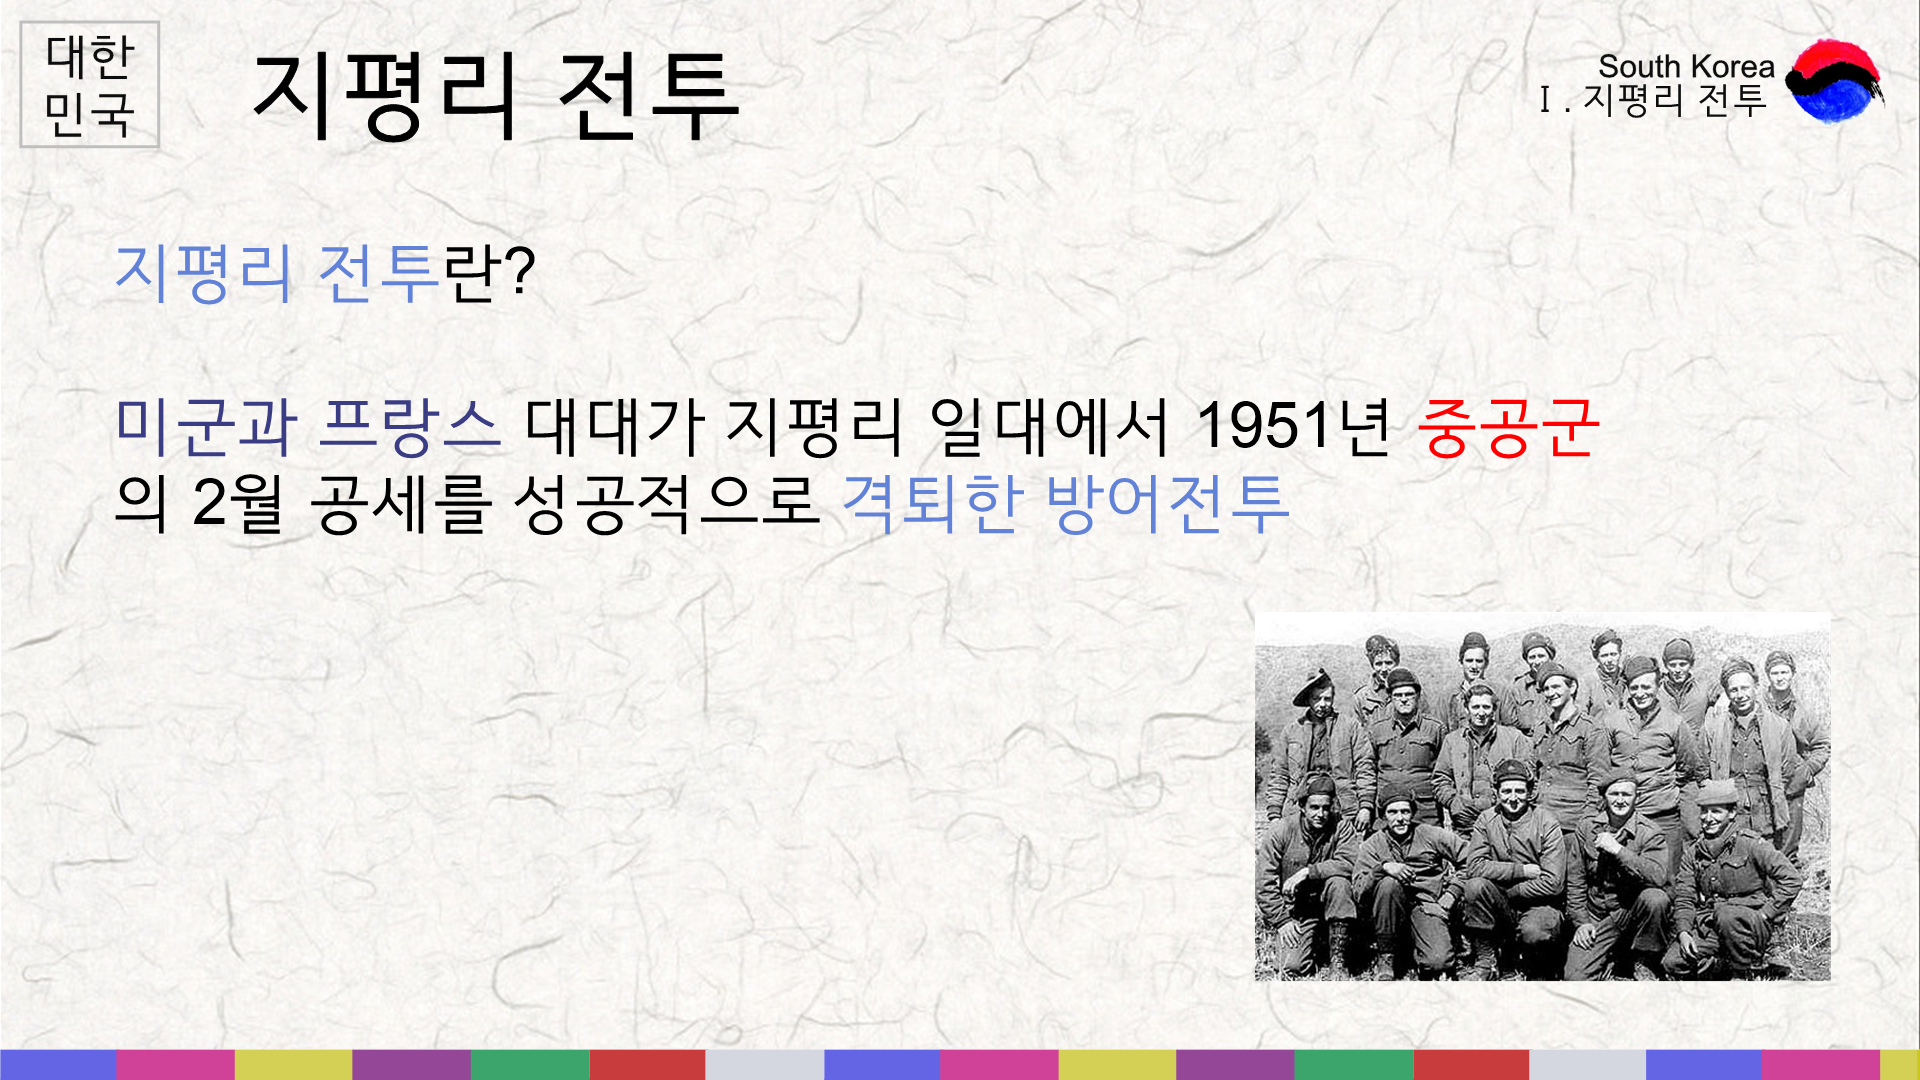 대한
민국
지평리 전투
South Korea
Ⅰ. 지평리 전투
지평리 전투란?
미군과 프랑스 대대가 지평리 일대에서 1951년 중공군
의 2월 공세를 성공적으로 격퇴한 방어전투